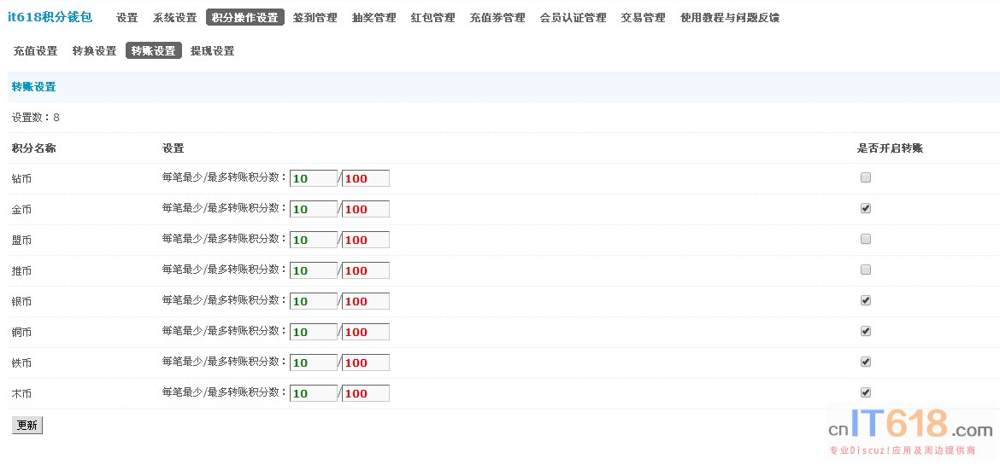 it618积分钱包 设置 系统设置 积分操作设置 签到管理 抽奖管理 红包管理 充值券管理 会员认证管理 交易管理 使用教程与问题反馈
充值设置 转换设置 转账设置 提现设置
转账设置
设置数：8
积分名称 设置 是否开启转账
钻币 每笔最少/最多转账积分数：10/100
金币 每笔最少/最多转账积分数：10/100
盟币 每笔最少/最多转账积分数：10/100
推币 每笔最少/最多转账积分数：10/100
银币 每笔最少/最多转账积分数：10/100
铜币 每笔最少/最多转账积分数：10/100
铁币 每笔最少/最多转账积分数：10/100
木币 每笔最少/最多转账积分数：10/100
更新
cnIT618.com
专业Discuz!应用及周边提供商